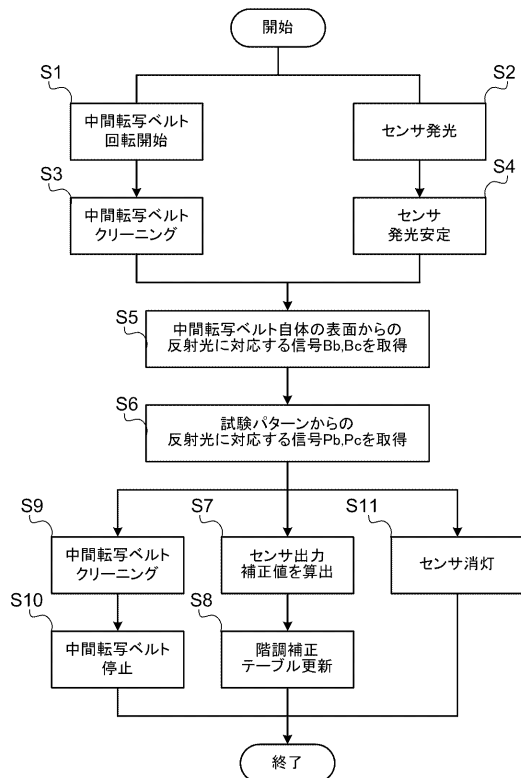 開始
S1
中間転写ベルト
回転開始
S2
センサ発光
S3
中間転写ベルト
クリーニング
S4
センサ
発光安定
S5
中間転写ベルト自体の表面からの
反射光に対応する信号Bb,Bcを取得
S6
試験パターンからの
反射光に対応する信号Pb,Pcを取得
S9
中間転写ベルト
クリーニング
S7
センサ出力
補正値を算出
S11
センサ消灯
S10
中間転写ベルト
停止
S8
階調補正
テーブル更新
終了